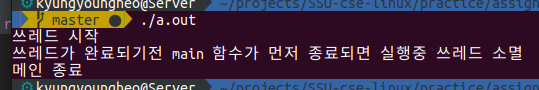 kyungyoungheo@Server ~/projects/SSU-cse-linux/practice/assign
master ./a.out
쓰레드 시작
쓰레드가 완료되기전 main 함수가 먼저 종료되면 실행중 쓰레드 소멸
메인 종료
kyungyoungheo@Server ~/projects/SSU-cse-linux/practice/assign